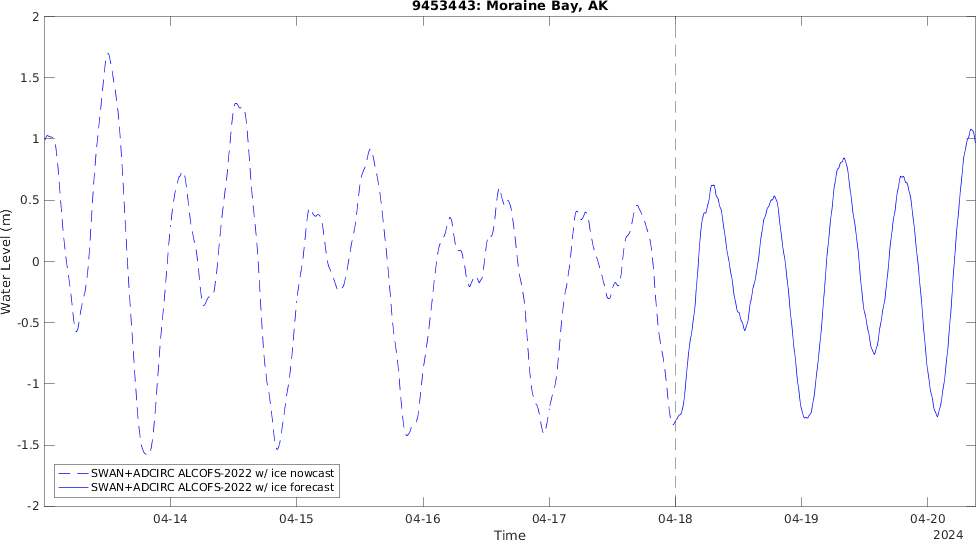 9453443: Moraine Bay, AK
2
1.5
1
0.5
0
-0.5
-1
-1.5
-2
Water Level (m)
SWAN+ADCIRC ALCOFS-2022 w/ ice nowcast
SWAN+ADCIRC ALCOFS-2022 w/ ice forecast
04-14 04-15 04-16 04-17 04-18 04-19 04-20
Time
2024